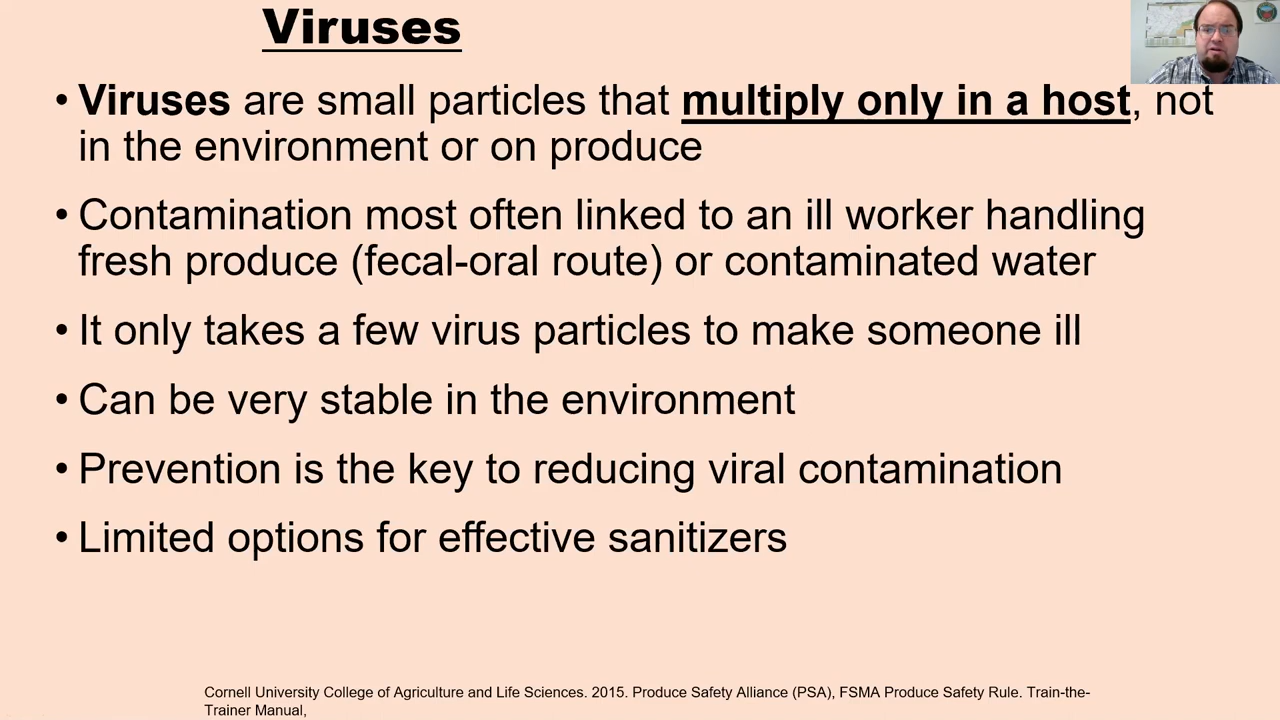 Viruses
• Viruses are small particles that multiply only in a host, not
in the environment or on produce
• Contamination most often linked to an ill worker handling
fresh produce (fecal-oral route) or contaminated water
• It only takes a few virus particles to make someone ill
• Can be very stable in the environment
• Prevention is the key to reducing viral contamination
• Limited options for effective sanitizers
Cornell University College of Agriculture and Life Sciences. 2015. Produce Safety Alliance (PSA), FSMA Produce Safety Rule. Train-the-
Trainer Manual,